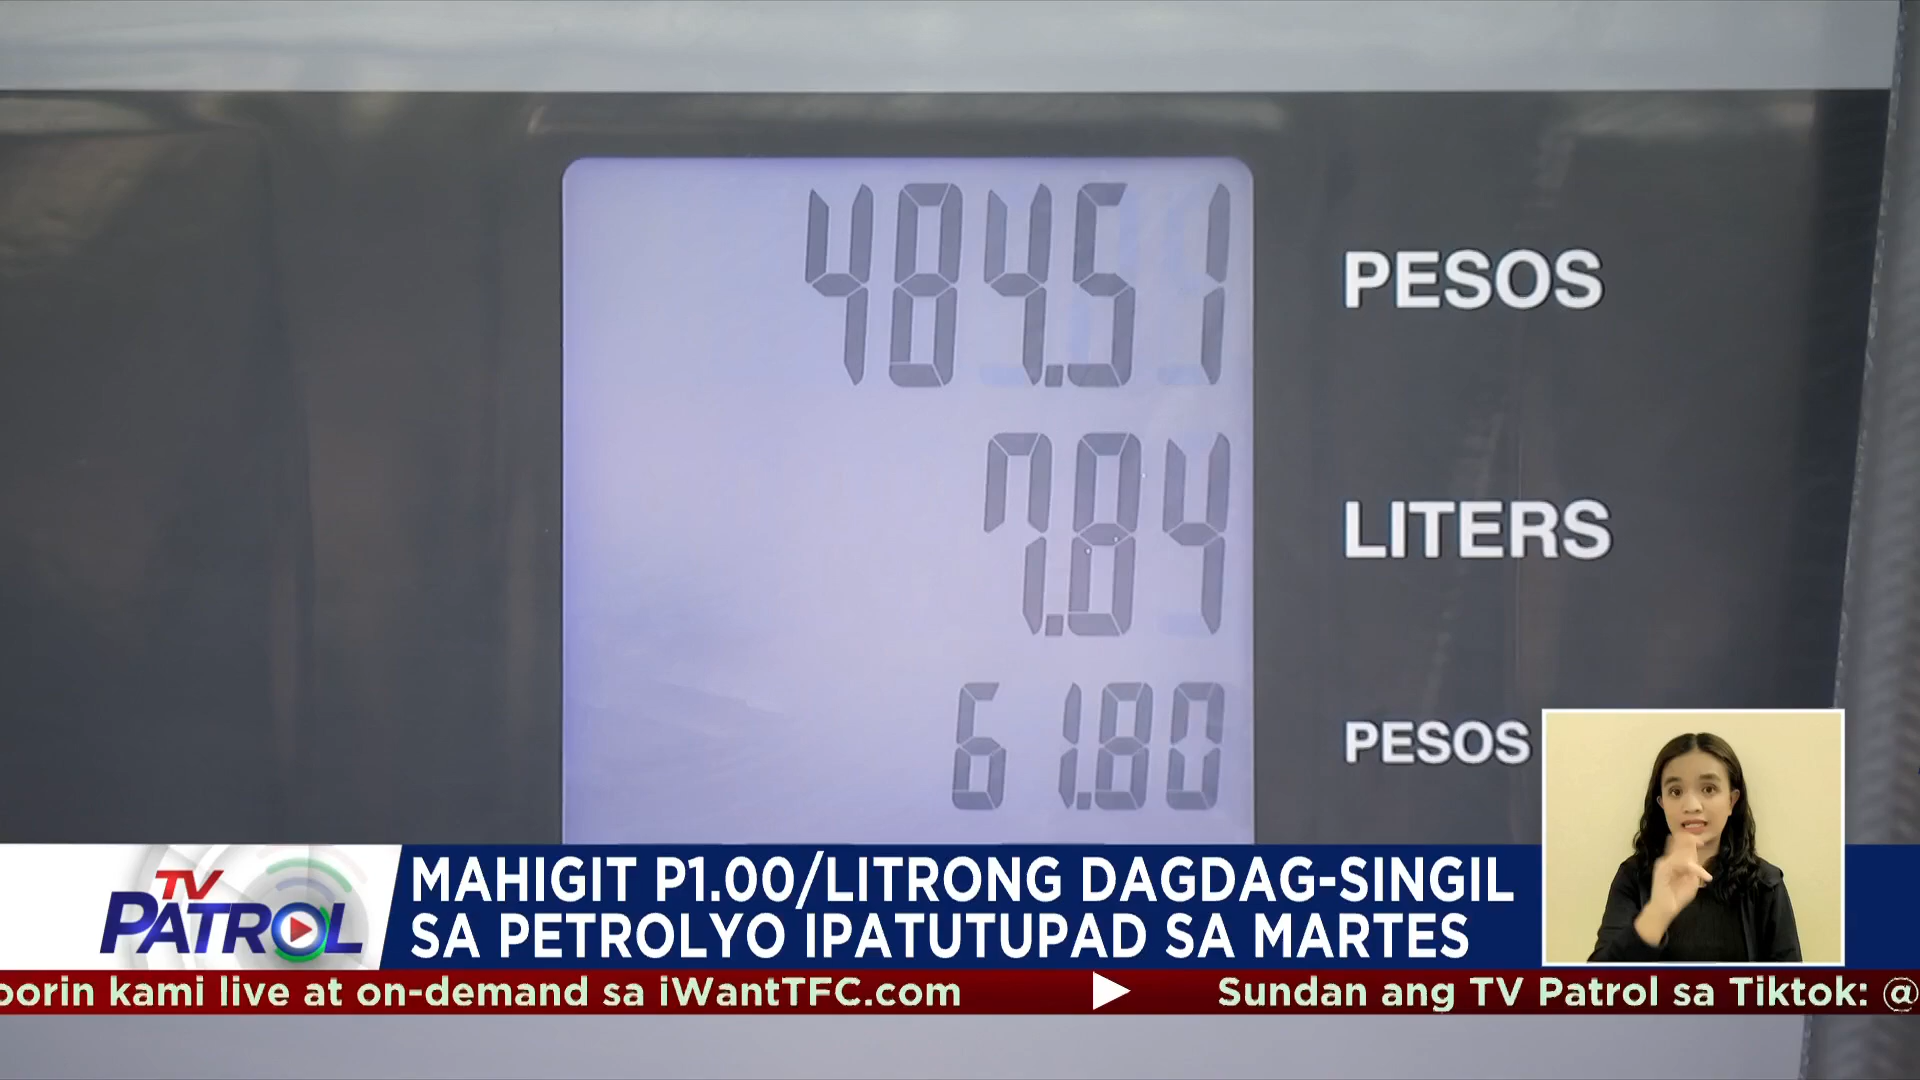 484.51 PESOS
7.84 LITERS
61.80 PESOS
TV PATROL
MAHIGIT P1.00/LITRONG DAGDAG-SINGIL
SA PETROLYO IPATUTUPAD SA MARTES
kami live at on-demand sa iWantTFC.com Sundan ang TV Patrol sa Tiktok: @